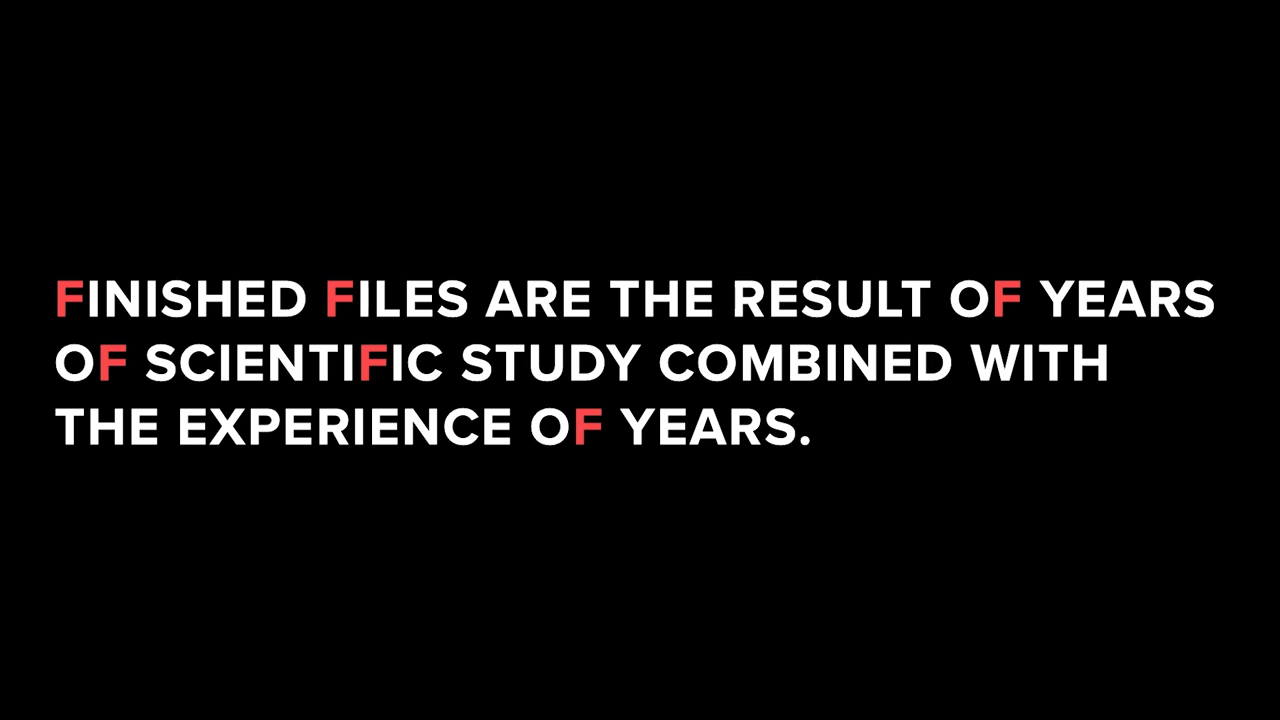 FINISHED FILES ARE THE RESULT OF YEARS
OF SCIENTIFIC STUDY COMBINED WITH
THE EXPERIENCE OF YEARS.